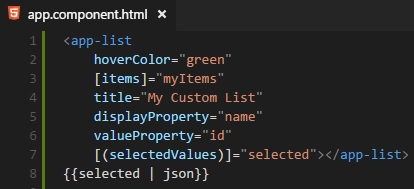 app.component.html ×
1 <app-list
2 hoverColor="green"
3 [items]="myItems"
4 title="My Custom List"
5 displayProperty="name"
6 valueProperty="id"
7 [(selectedValues)]="selected"></app-list>
8 {{selected | json}}